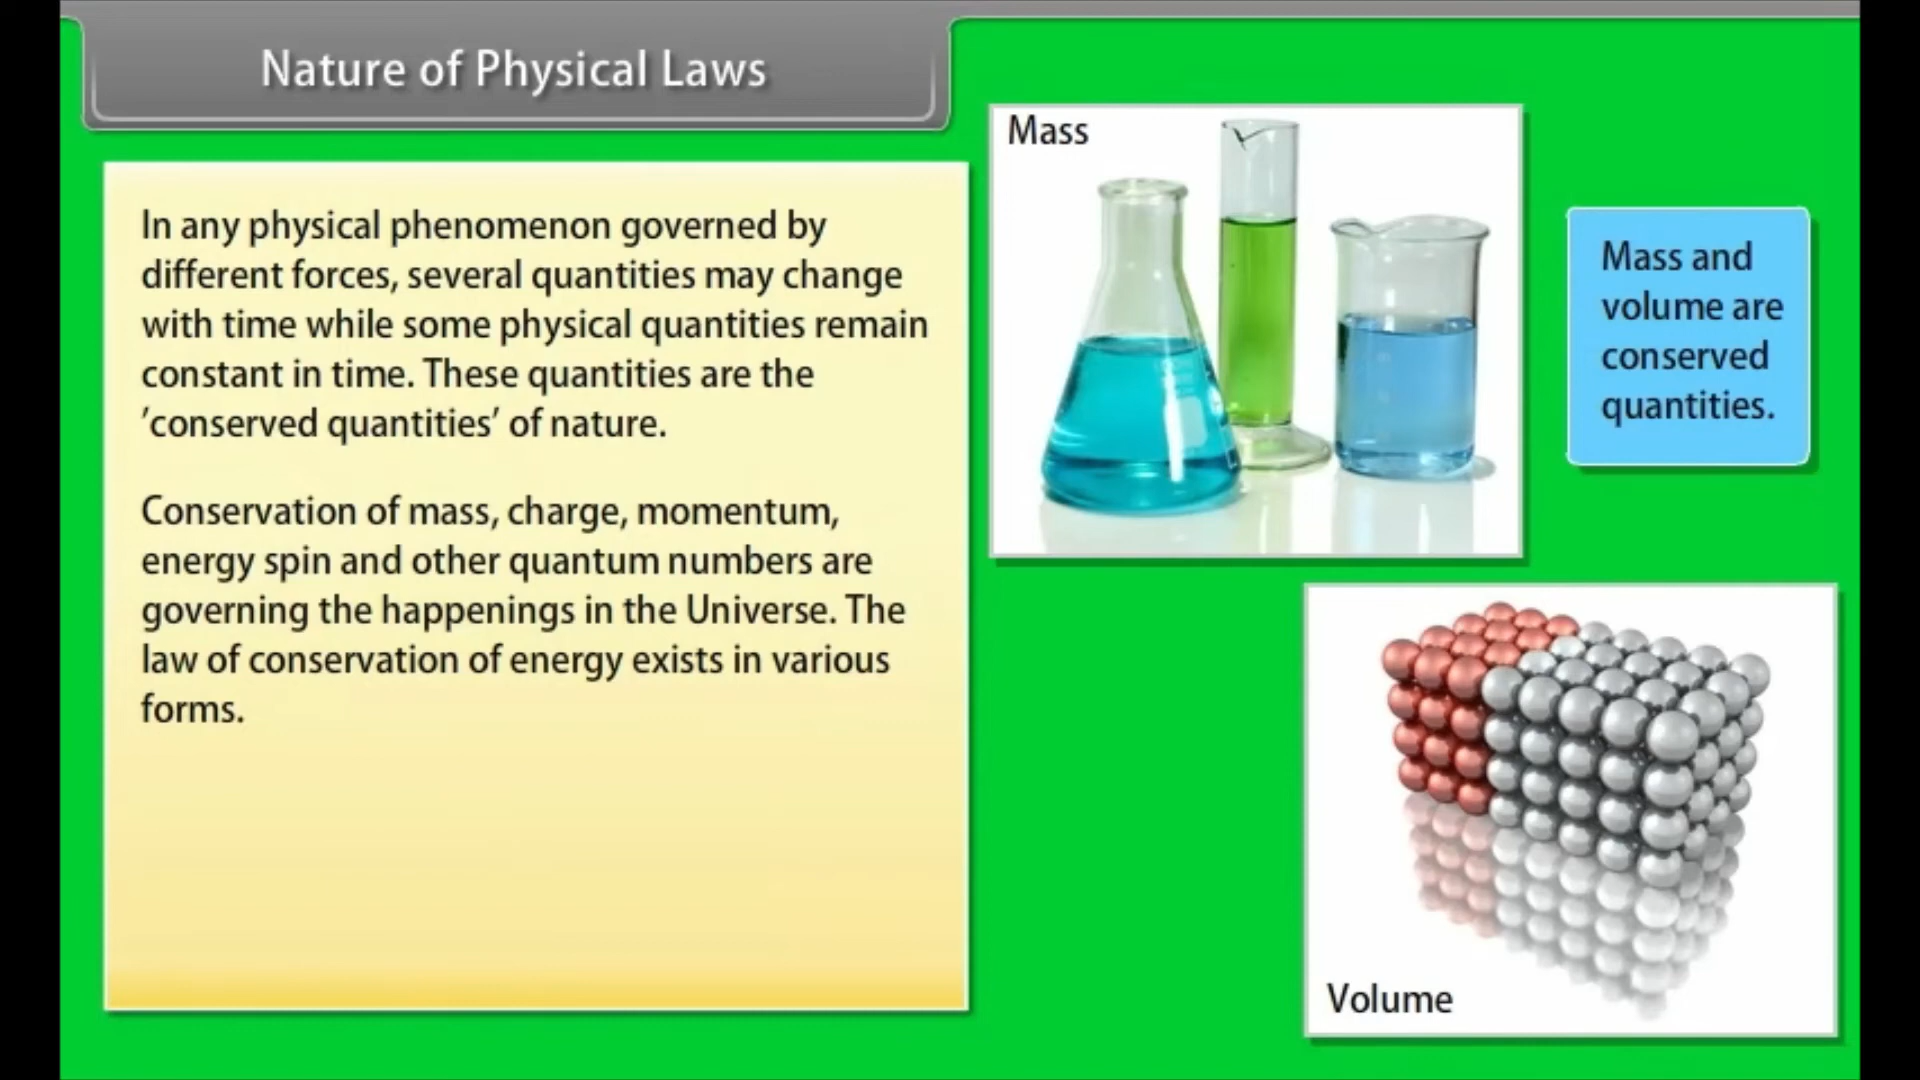 Nature of Physical Laws
In any physical phenomenon governed by
different forces, several quantities may change
with time while some physical quantities remain
constant in time. These quantities are the
’conserved quantities’ of nature.
Conservation of mass, charge, momentum,
energy spin and other quantum numbers are
governing the happenings in the Universe. The
law of conservation of energy exists in various
forms.
Mass
Mass and
volume are
conserved
quantities.
Volume